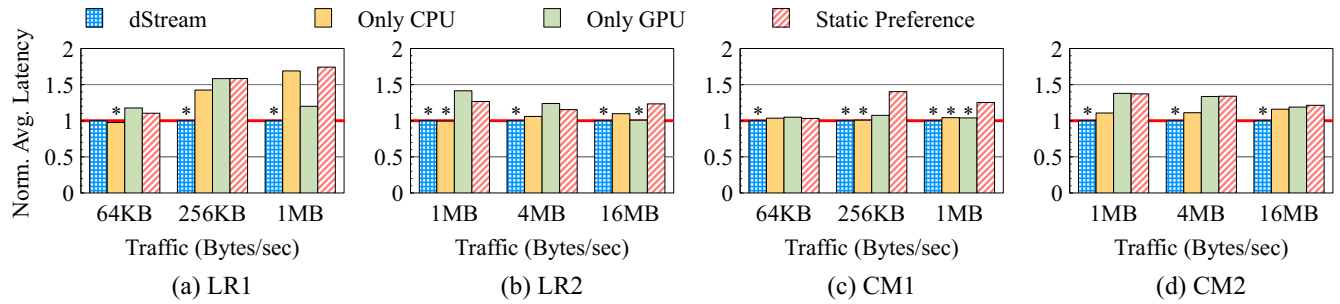 dStream Only CPU Only GPU Static Preference
Norm. Avg. Latency
2
1.5
1
0.5
0
* * *
64KB 256KB 1MB
Traffic (Bytes/sec)
(a) LR1
2
1.5
1
0.5
0
* * * * *
1MB 4MB 16MB
Traffic (Bytes/sec)
(b) LR2
2
1.5
1
0.5
0
* * * * * *
64KB 256KB 1MB
Traffic (Bytes/sec)
(c) CM1
2
1.5
1
0.5
0
* * *
1MB 4MB 16MB
Traffic (Bytes/sec)
(d) CM2